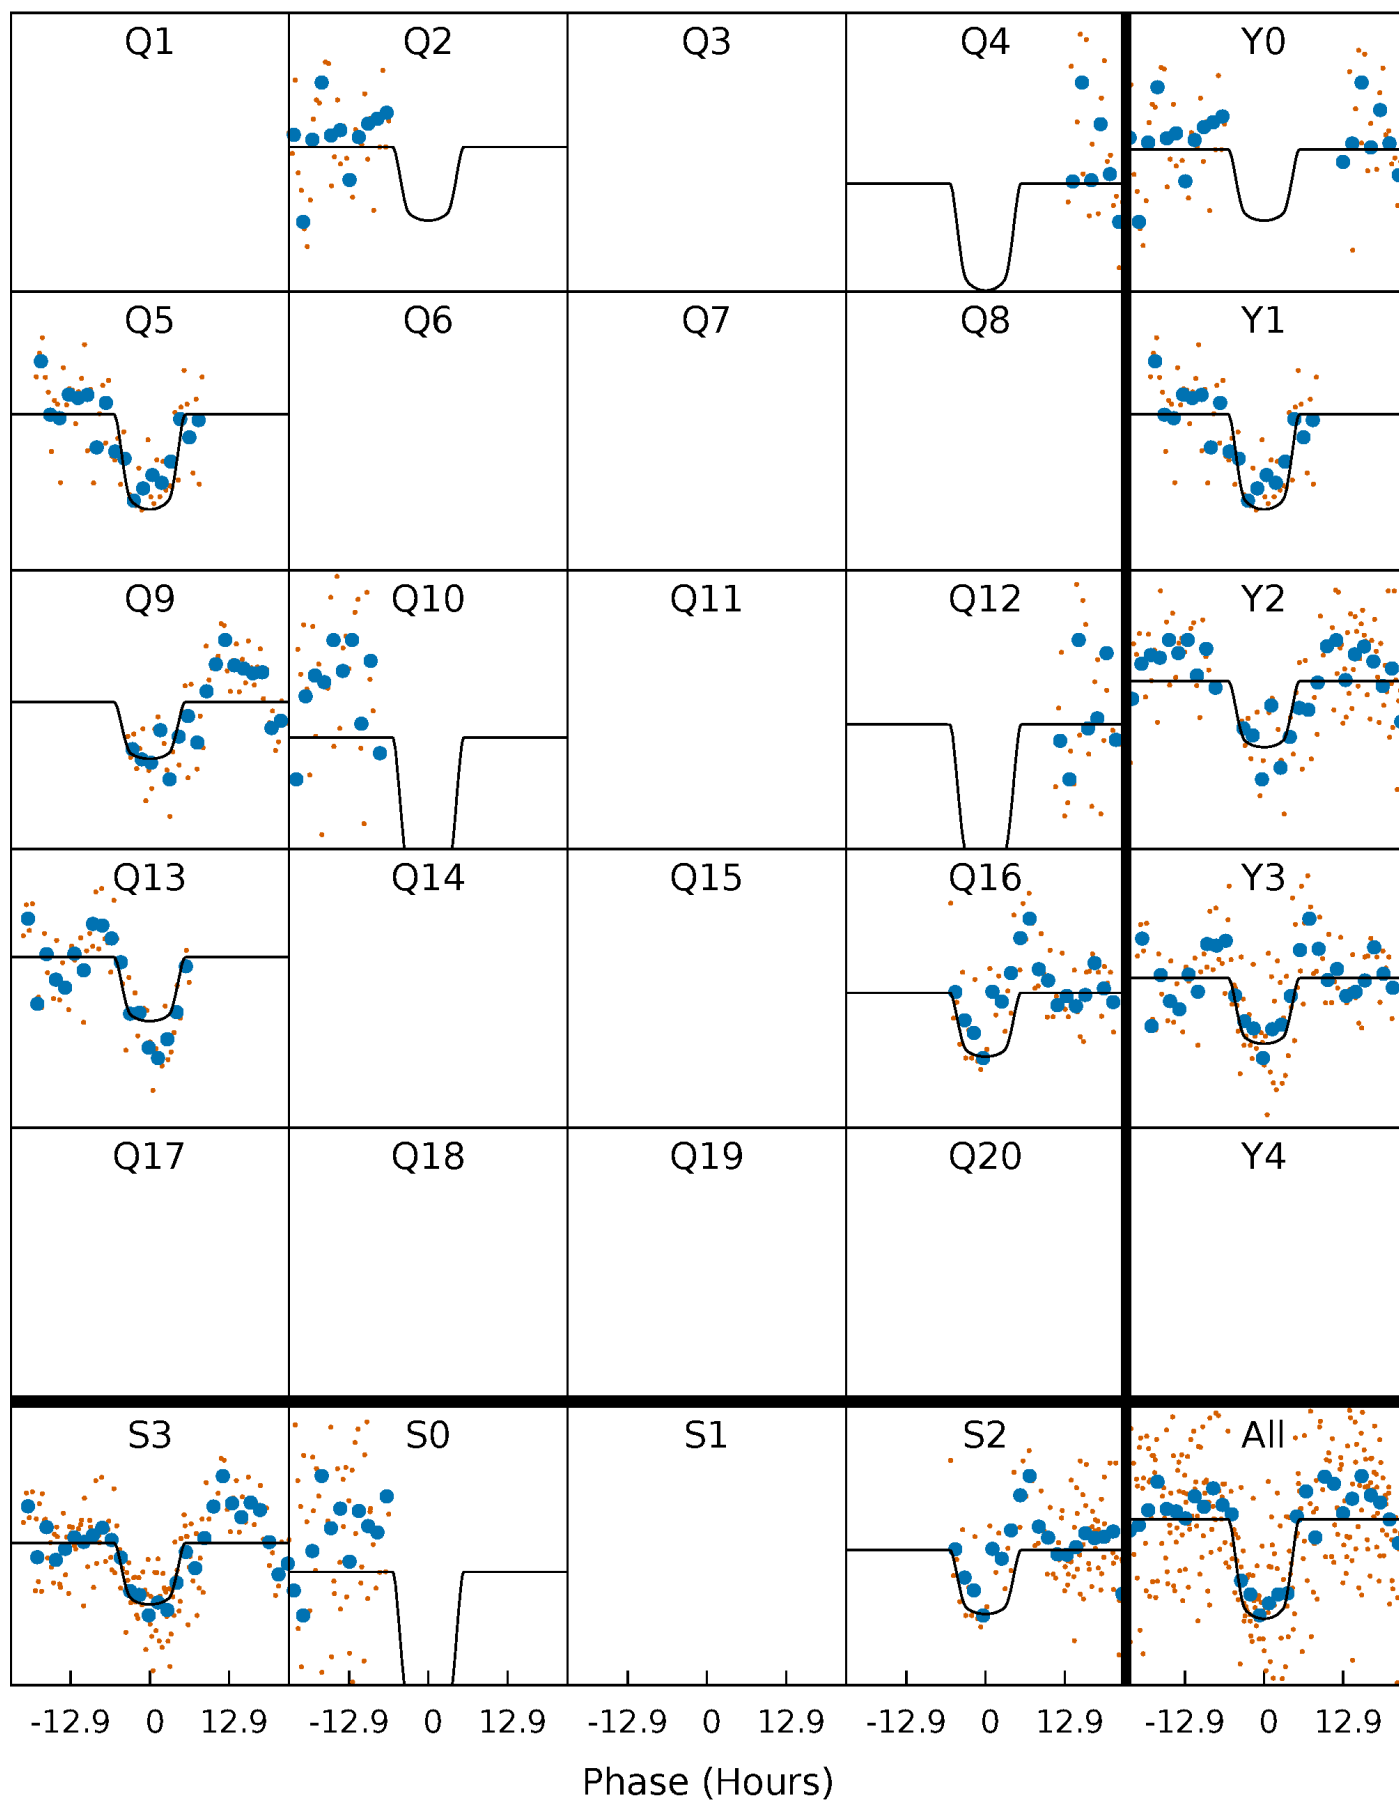 Q1 Q2 Q3 Q4 Y0
Q5 Q6 Q7 Q8 Y1
Q9 Q10 Q11 Q12 Y2
Q13 Q14 Q15 Q16 Y3
Q17 Q18 Q19 Q20 Y4
S3 S0 S1 S2 All
-12.9 0 12.9 -12.9 0 12.9 -12.9 0 12.9 -12.9 0 12.9 -12.9 0 12.9
Phase (Hours)